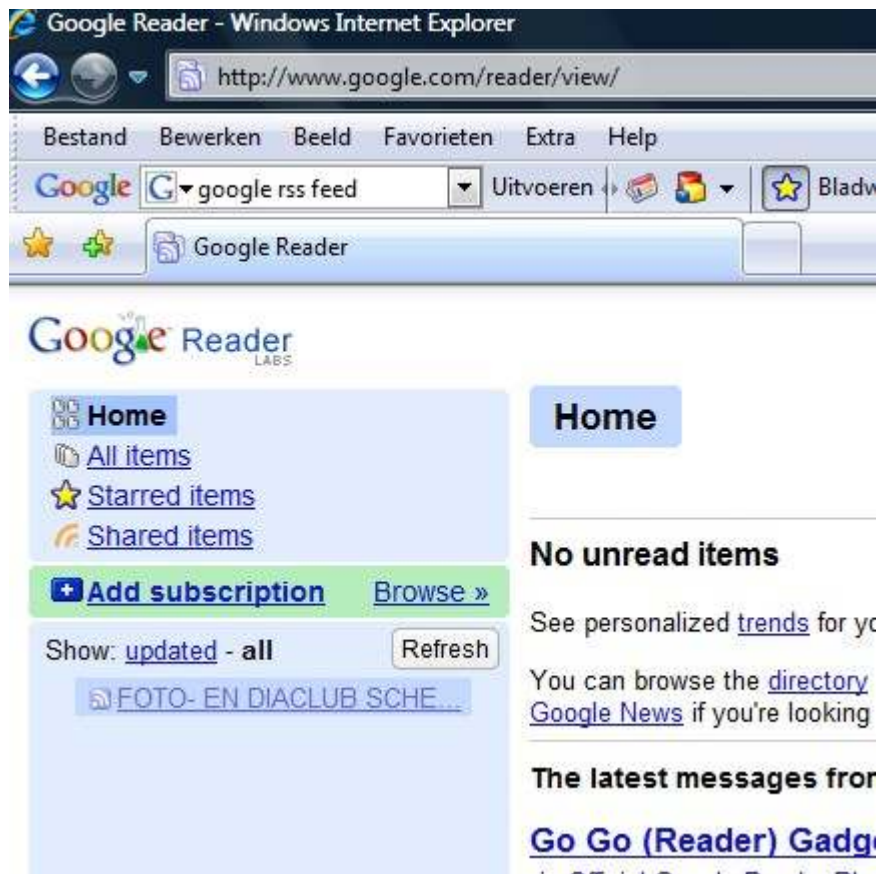 Google Reader - Windows Internet Explorer
http://www.google.com/reader/view/
Bestand Bewerken Beeld Favorieten Extra Help
Google G google rss feed Uitvoeren Bladw
Google Reader
Google Reader
LABS
Home
All items
Starred items
Shared items
Add subscription Browse »
Show: updated - all Refresh
FOTO- EN DIACLUB SCHE...
Home
No unread items
See personalized trends for yo
You can browse the directory
Google News if you're looking
The latest messages from
Go Go (Reader) Gadge